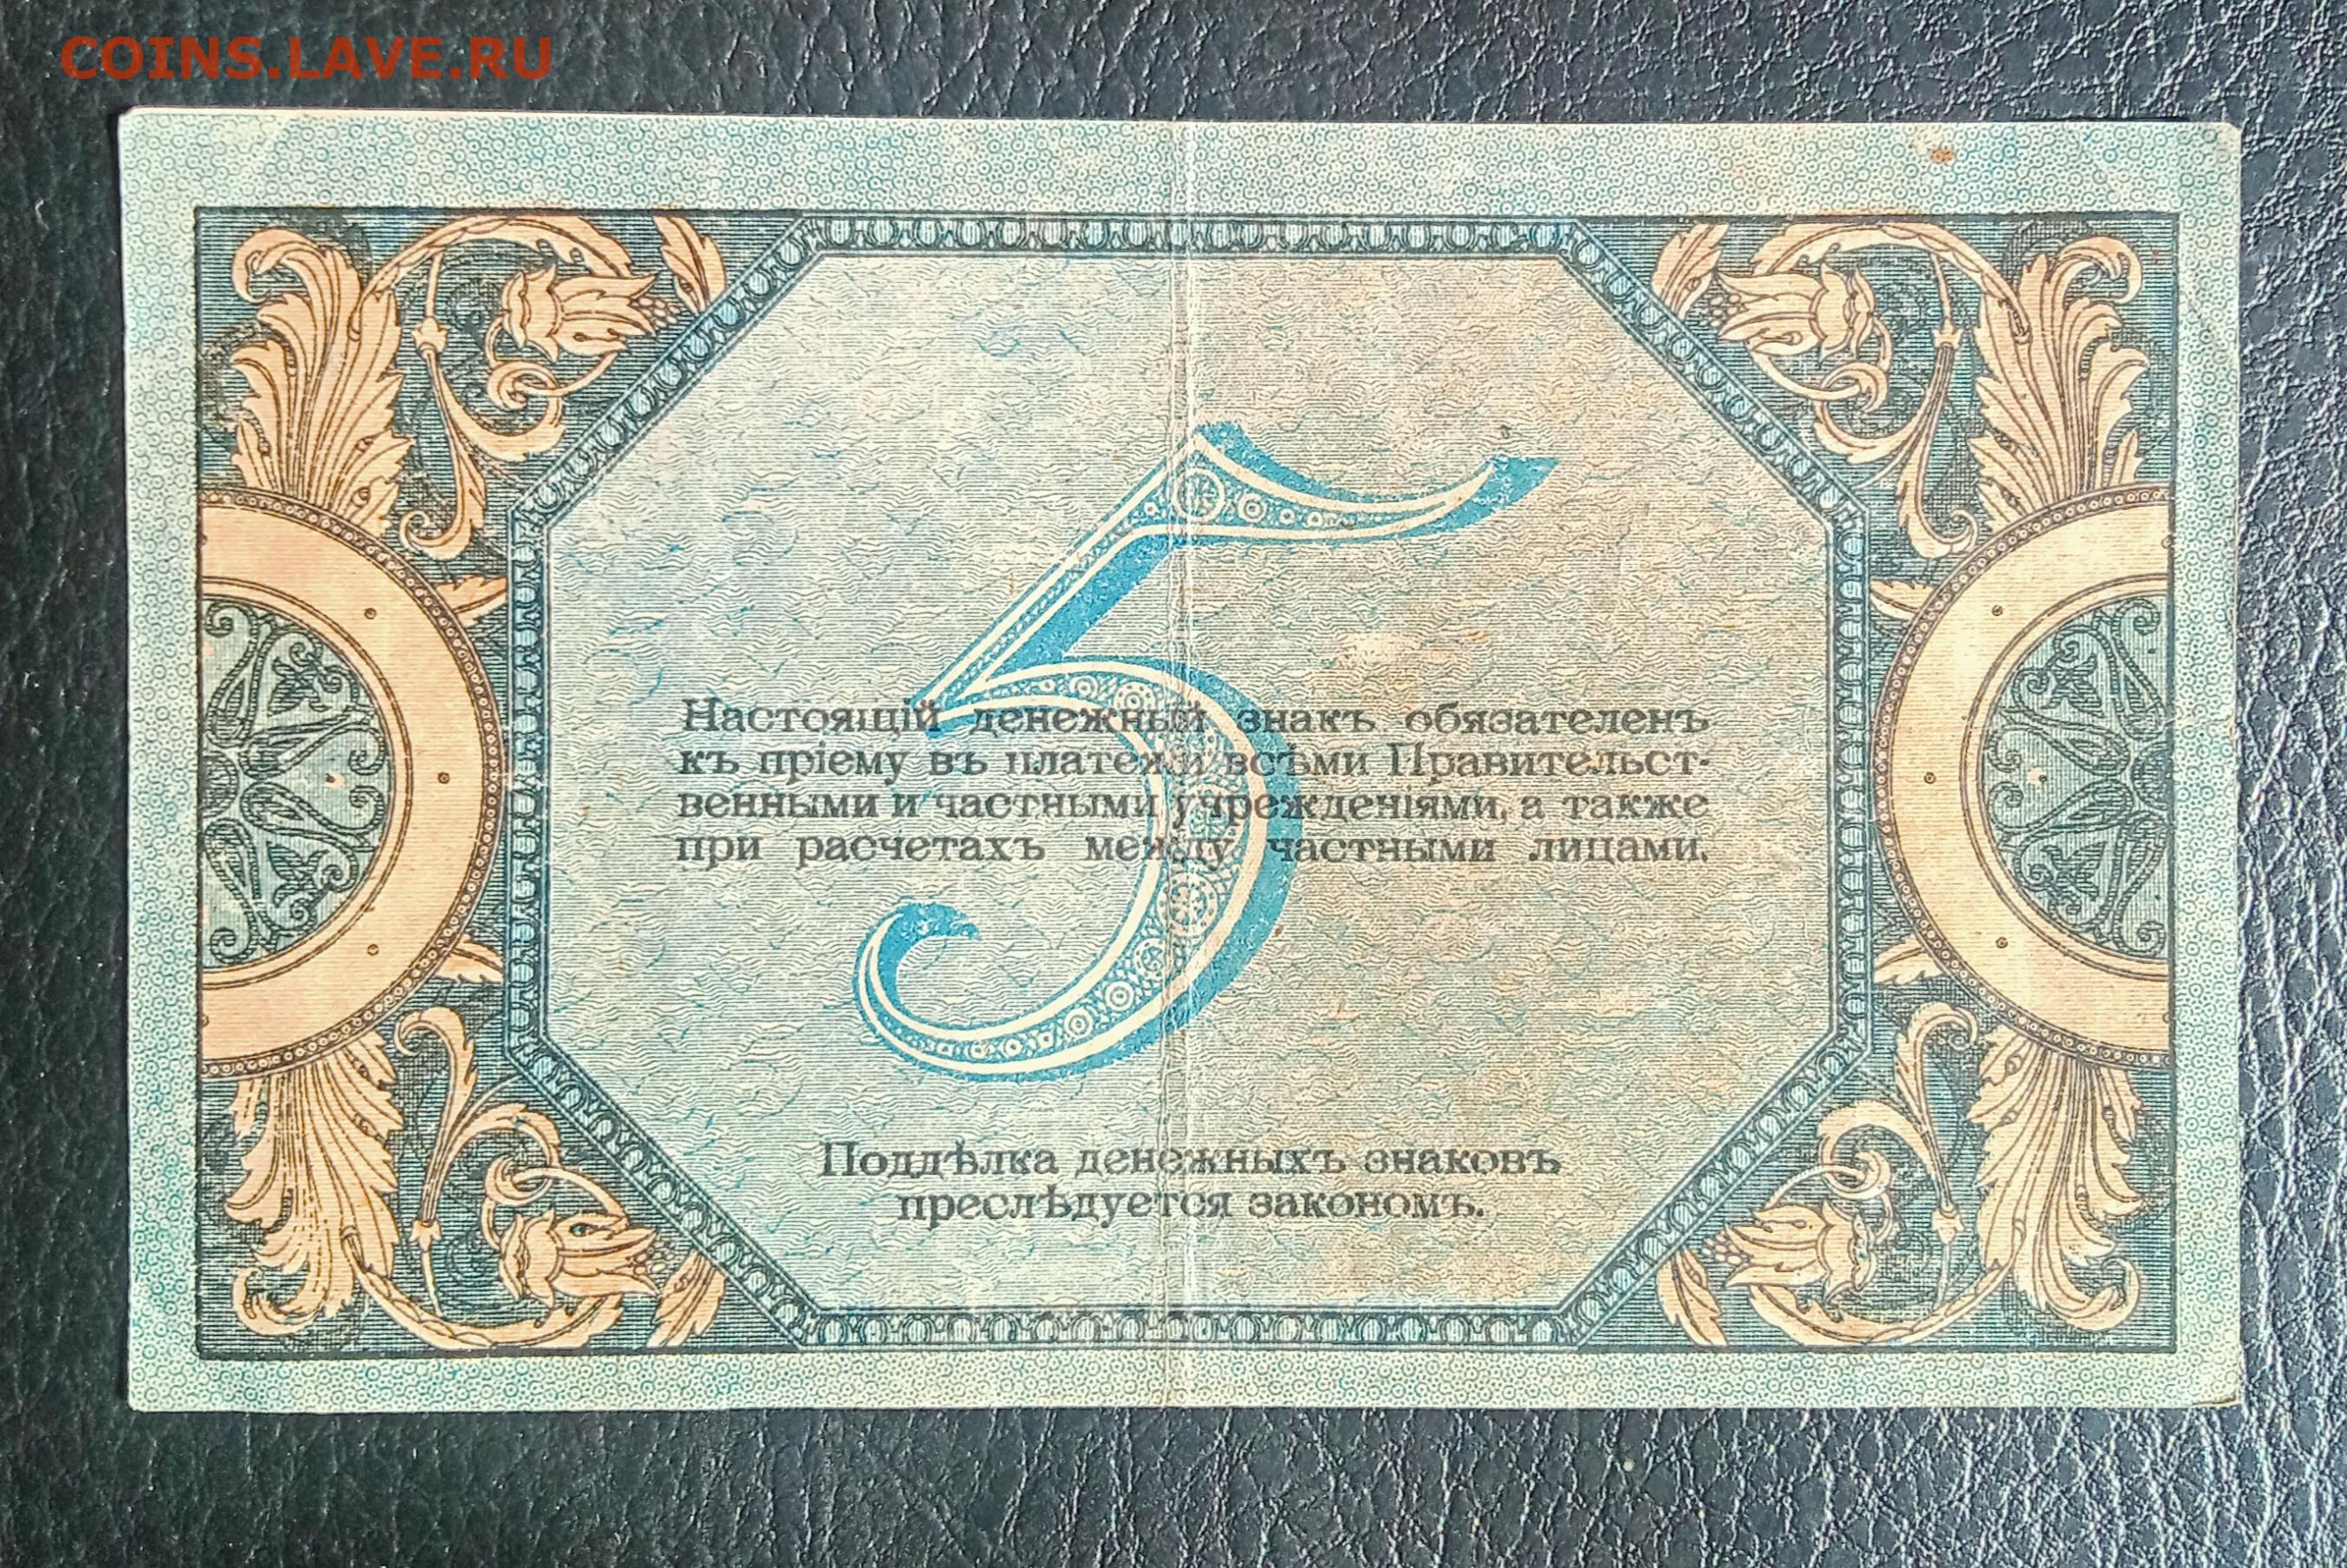 COINS.LAVE.RU
5
Настоящій денежный знакъ обязателенъ
къ пріему въ платежи всѣми Правительст-
венными и частными учрежденіями, а также
при расчетахъ между частными лицами.
Поддѣлка денежныхъ знаковъ
преслѣдуется закономъ.